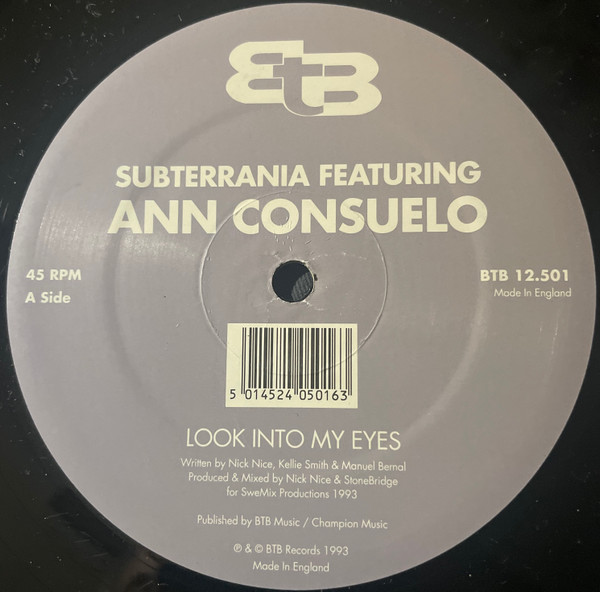 BtB
SUBTERRANIA FEATURING
ANN CONSUELO
45 RPM
A Side
BTB 12.501
Made In England
5 014524 050163
LOOK INTO MY EYES
Written by Nick Nice, Kellie Smith & Manuel Bernal
Produced & Mixed by Nick Nice & StoneBridge
for SweMix Productions 1993
Published by BTB Music / Champion Music
℗ & © BTB Records 1993
Made In England